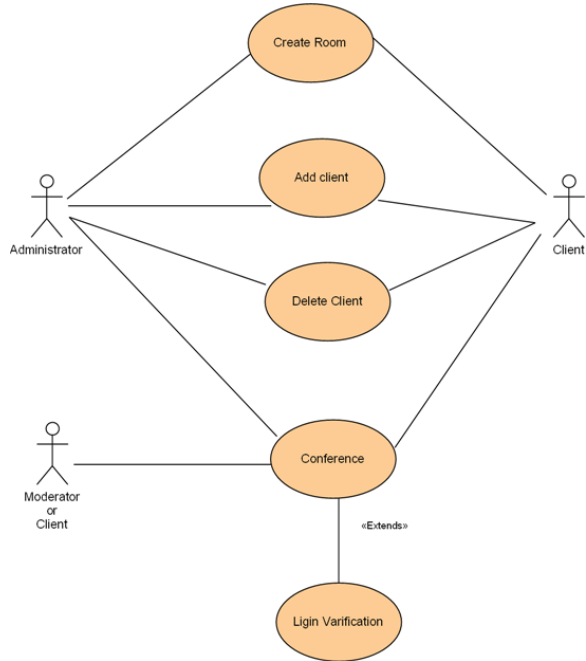 Create Room
Add client
Administrator
Client
Delete Client
Conference
Moderator
or
Client
«Extends»
Ligin Varification